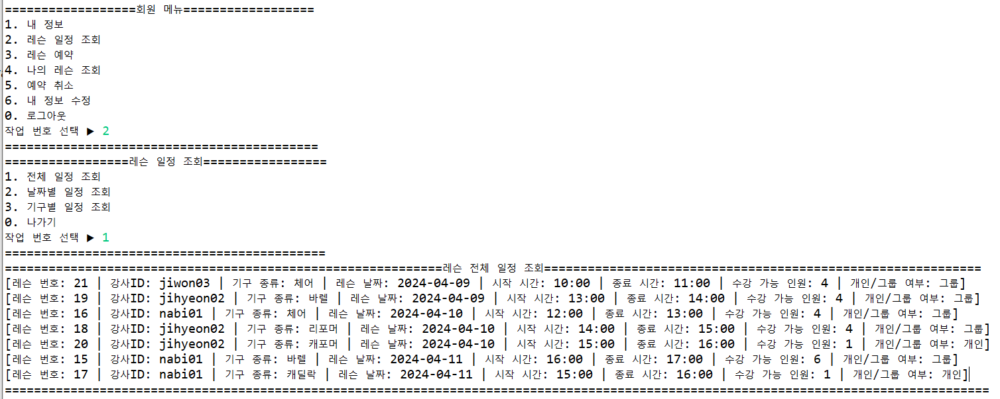 ==================회원 메뉴==================
1. 내 정보
2. 레슨 일정 조회
3. 레슨 예약
4. 나의 레슨 조회
5. 예약 취소
6. 내 정보 수정
0. 로그아웃
작업 번호 선택 ▶ 2
===========================================
=================레슨 일정 조회=================
1. 전체 일정 조회
2. 날짜별 일정 조회
3. 기구별 일정 조회
0. 나가기
작업 번호 선택 ▶ 1
============================================
============================================================레슨 전체 일정 조회============================================================
[레슨 번호: 21 | 강사ID: jiwon03 | 기구 종류: 체어 | 레슨 날짜: 2024-04-09 | 시작 시간: 10:00 | 종료 시간: 11:00 | 수강 가능 인원: 4 | 개인/그룹 여부: 그룹]
[레슨 번호: 19 | 강사ID: jihyeon02 | 기구 종류: 바렐 | 레슨 날짜: 2024-04-09 | 시작 시간: 13:00 | 종료 시간: 14:00 | 수강 가능 인원: 4 | 개인/그룹 여부: 그룹]
[레슨 번호: 16 | 강사ID: nabi01 | 기구 종류: 체어 | 레슨 날짜: 2024-04-10 | 시작 시간: 12:00 | 종료 시간: 13:00 | 수강 가능 인원: 4 | 개인/그룹 여부: 그룹]
[레슨 번호: 18 | 강사ID: jihyeon02 | 기구 종류: 리포머 | 레슨 날짜: 2024-04-10 | 시작 시간: 14:00 | 종료 시간: 15:00 | 수강 가능 인원: 4 | 개인/그룹 여부: 그룹]
[레슨 번호: 20 | 강사ID: jihyeon02 | 기구 종류: 캐포머 | 레슨 날짜: 2024-04-10 | 시작 시간: 15:00 | 종료 시간: 16:00 | 수강 가능 인원: 1 | 개인/그룹 여부: 개인]
[레슨 번호: 15 | 강사ID: nabi01 | 기구 종류: 바렐 | 레슨 날짜: 2024-04-11 | 시작 시간: 16:00 | 종료 시간: 17:00 | 수강 가능 인원: 6 | 개인/그룹 여부: 그룹]
[레슨 번호: 17 | 강사ID: nabi01 | 기구 종류: 캐딜락 | 레슨 날짜: 2024-04-11 | 시작 시간: 15:00 | 종료 시간: 16:00 | 수강 가능 인원: 1 | 개인/그룹 여부: 개인]
=======================================================================================================================================